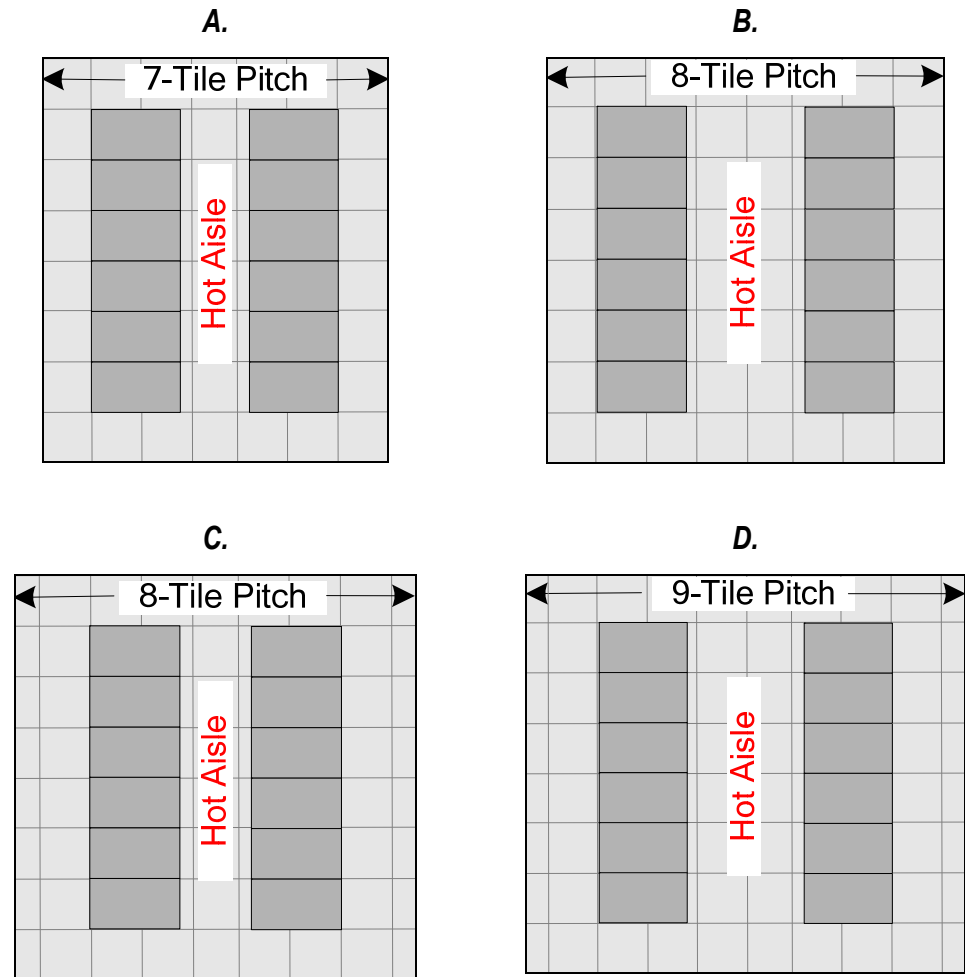 A.
B.
7-Tile Pitch
8-Tile Pitch
Hot Aisle
Hot Aisle
C.
D.
8-Tile Pitch
9-Tile Pitch
Hot Aisle
Hot Aisle